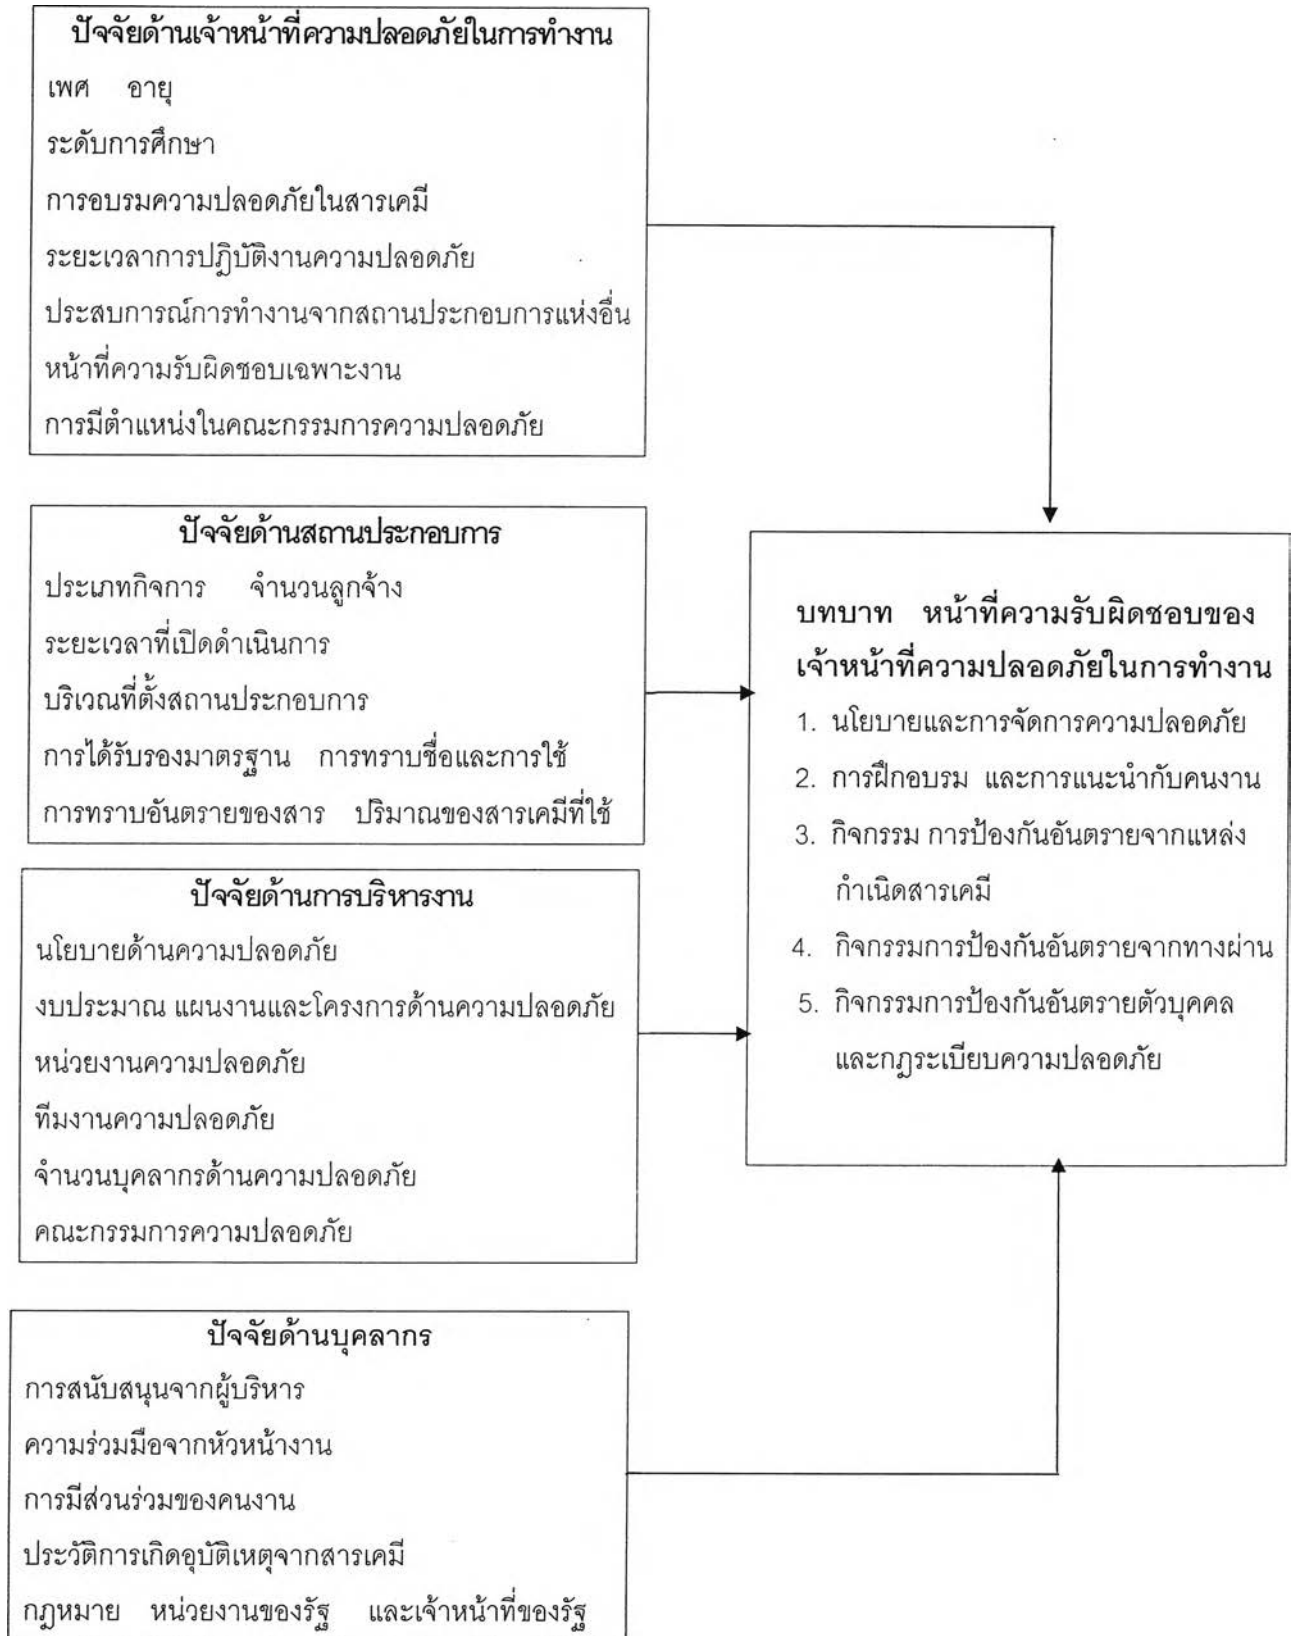 ปัจจัยด้านเจ้าหน้าที่ความปลอดภัยในการทำงาน
เพศ อายุ
ระดับการศึกษา
การอบรมความปลอดภัยในสารเคมี
ระยะเวลาการปฏิบัติงานความปลอดภัย
ประสบการณ์การทำงานจากสถานประกอบการแห่งอื่น
หน้าที่ความรับผิดชอบเฉพาะงาน
การมีตำแหน่งในคณะกรรมการความปลอดภัย
ปัจจัยด้านสถานประกอบการ
ประเภทกิจการ จำนวนลูกจ้าง
ระยะเวลาที่เปิดดำเนินการ
บริเวณที่ตั้งสถานประกอบการ
การได้รับรองมาตรฐาน การทราบชื่อและการใช้
การทราบอันตรายของสาร ปริมาณของสารเคมีที่ใช้
ปัจจัยด้านการบริหารงาน
นโยบายด้านความปลอดภัย
งบประมาณ แผนงานและโครงการด้านความปลอดภัย
หน่วยงานความปลอดภัย
ทีมงานความปลอดภัย
จำนวนบุคลากรด้านความปลอดภัย
คณะกรรมการความปลอดภัย
ปัจจัยด้านบุคลากร
การสนับสนุนจากผู้บริหาร
ความร่วมมือจากหัวหน้างาน
การมีส่วนร่วมของคนงาน
ประวัติการเกิดอุบัติเหตุจากสารเคมี
กฎหมาย หน่วยงานของรัฐ และเจ้าหน้าที่ของรัฐ
บทบาท หน้าที่ความรับผิดชอบของ
เจ้าหน้าที่ความปลอดภัยในการทำงาน
1. นโยบายและการจัดการความปลอดภัย
2. การฝึกอบรม และการแนะนำกับคนงาน
3. กิจกรรม การป้องกันอันตรายจากแหล่ง
กำเนิดสารเคมี
4. กิจกรรมการป้องกันอันตรายจากทางผ่าน
5. กิจกรรมการป้องกันอันตรายตัวบุคคล
และกฎระเบียบความปลอดภัย